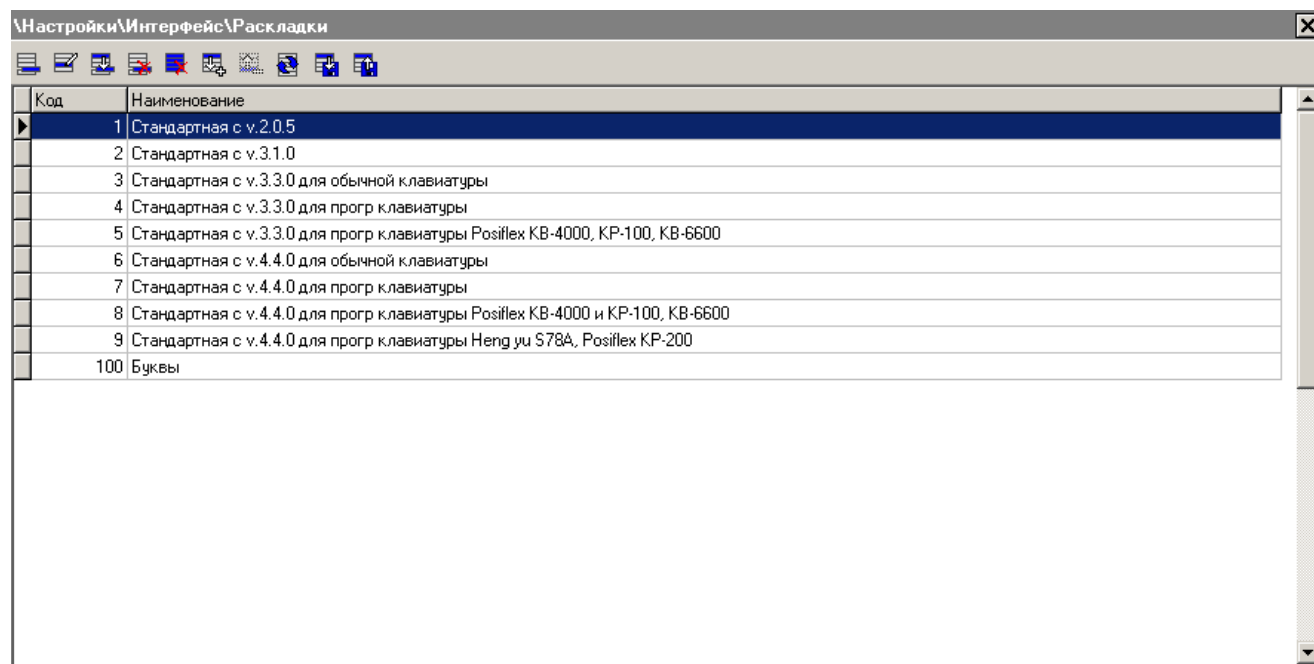 \Настройки\Интерфейс\Раскладки
Код Наименование
1 Стандартная с v.2.0.5
2 Стандартная с v.3.1.0
3 Стандартная с v.3.3.0 для обычной клавиатуры
4 Стандартная с v.3.3.0 для прогр клавиатуры
5 Стандартная с v.3.3.0 для прогр клавиатуры Posiflex KB-4000, KP-100, KB-6600
6 Стандартная с v.4.4.0 для обычной клавиатуры
7 Стандартная с v.4.4.0 для прогр клавиатуры
8 Стандартная с v.4.4.0 для прогр клавиатуры Posiflex KB-4000 и KP-100, KB-6600
9 Стандартная с v.4.4.0 для прогр клавиатуры Heng yu S78A, Posiflex KP-200
100 Буквы